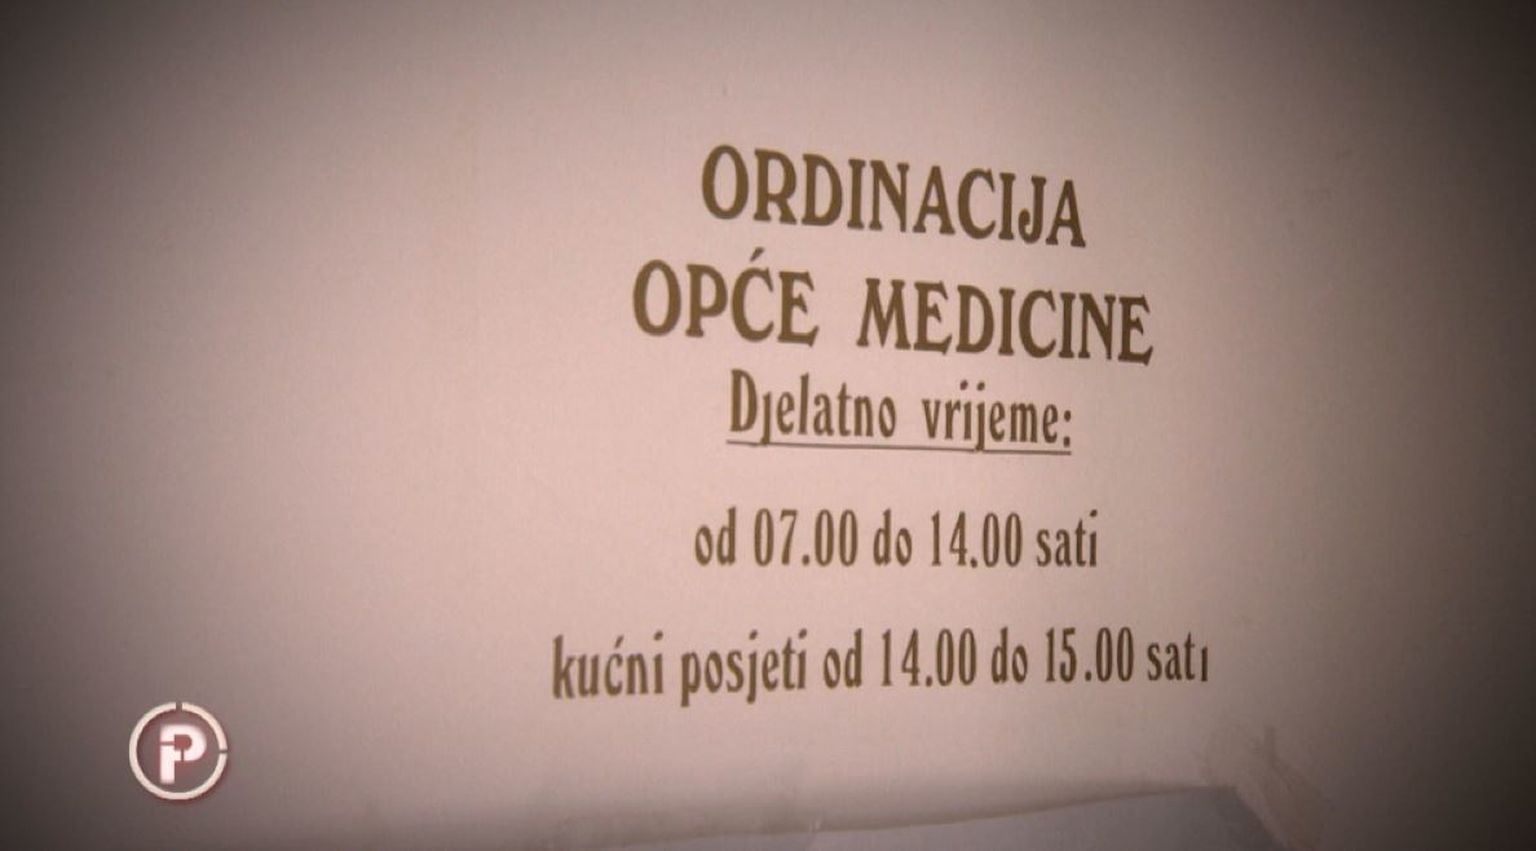 ORDINACIJA
OPĆE MEDICINE
Djelatno vrijeme:
od 07.00 do 14.00 sati
kućni posjeti od 14.00 do 15.00 sati
P